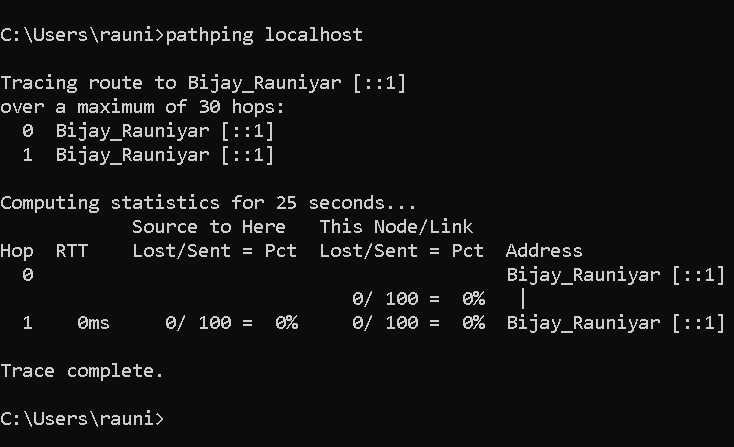 C:\Users\rauni>pathping localhost
Tracing route to Bijay_Rauniyar [::1]
over a maximum of 30 hops:
  0  Bijay_Rauniyar [::1]
  1  Bijay_Rauniyar [::1]
Computing statistics for 25 seconds...
            Source to Here   This Node/Link
Hop  RTT    Lost/Sent = Pct  Lost/Sent = Pct  Address
  0                                           Bijay_Rauniyar [::1]
                                0/ 100 =  0%   |
  1    0ms     0/ 100 =  0%     0/ 100 =  0%  Bijay_Rauniyar [::1]
Trace complete.
C:\Users\rauni>